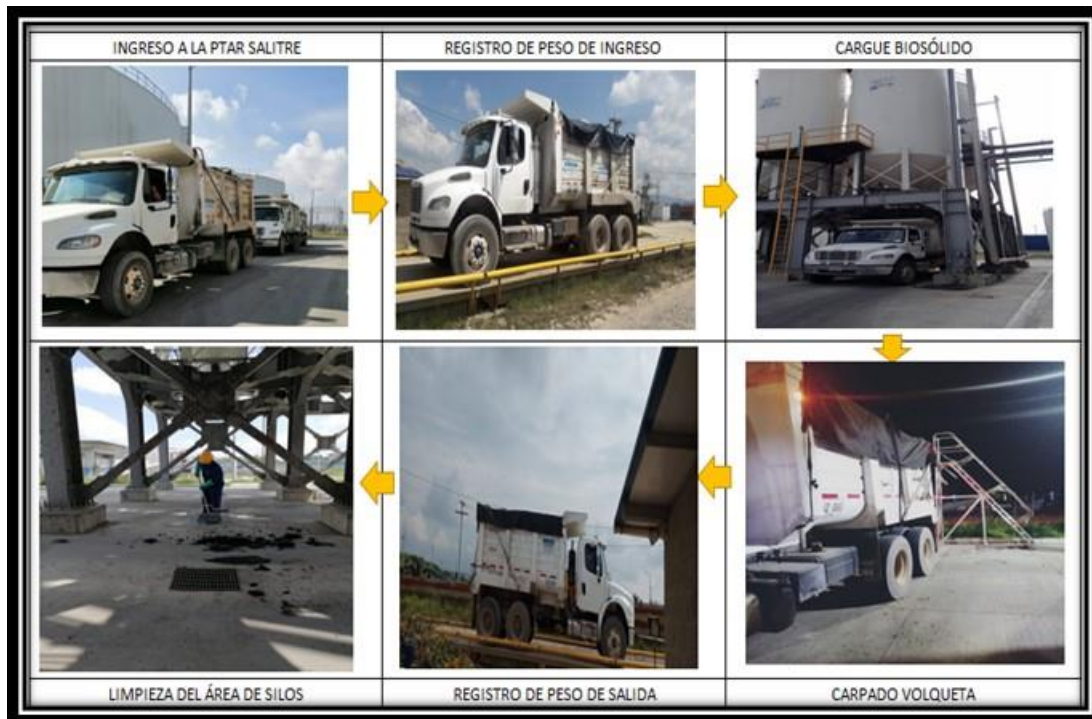 INGRESO A LA PTAR SALITRE
REGISTRO DE PESO DE INGRESO
CARGUE BIOSÓLIDO
LIMPIEZA DEL ÁREA DE SILOS
REGISTRO DE PESO DE SALIDA
CARPADO VOLQUETA